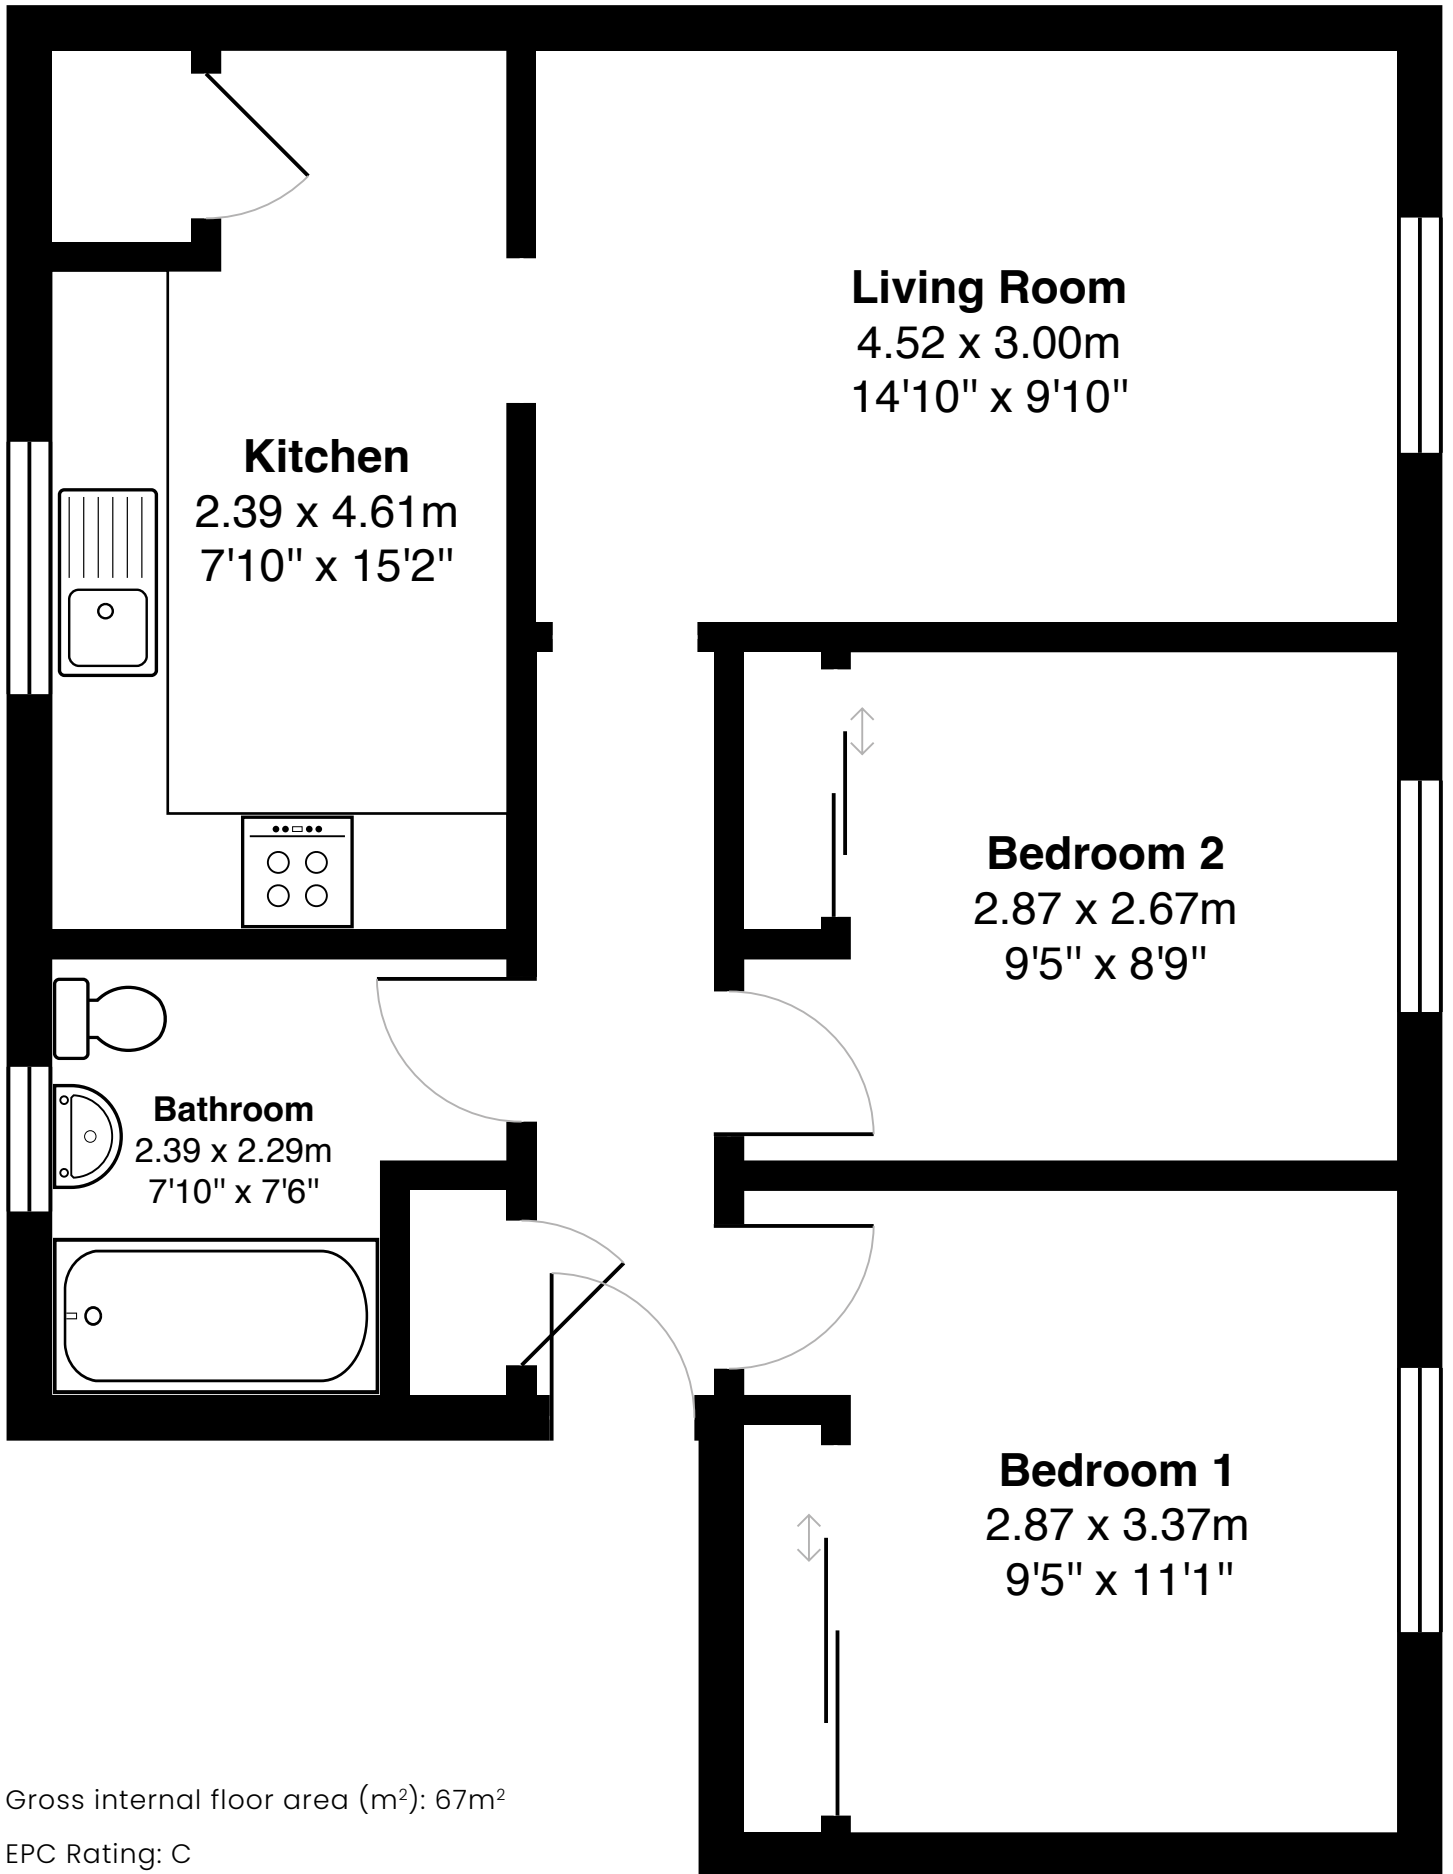 Living Room
4.52 x 3.00m
14'10" x 9'10"
Kitchen
2.39 x 4.61m
7'10" x 15'2"
Bedroom 2
2.87 x 2.67m
9'5" x 8'9"
Bathroom
2.39 x 2.29m
7'10" x 7'6"
Bedroom 1
2.87 x 3.37m
9'5" x 11'1"
Gross internal floor area (m²): 67m²
EPC Rating: C